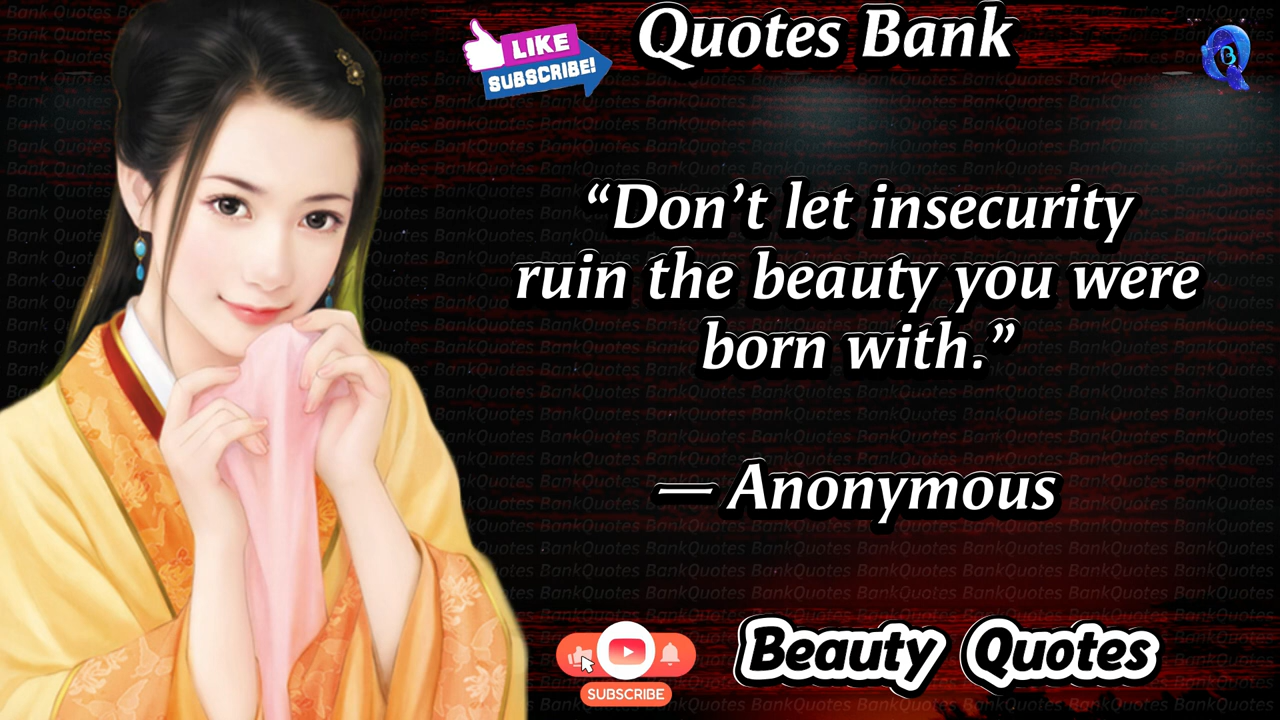 LIKE
SUBSCRIBE!
Quotes Bank
B
“Don’t let insecurity
ruin the beauty you were
born with.”
— Anonymous
SUBSCRIBE
Beauty Quotes